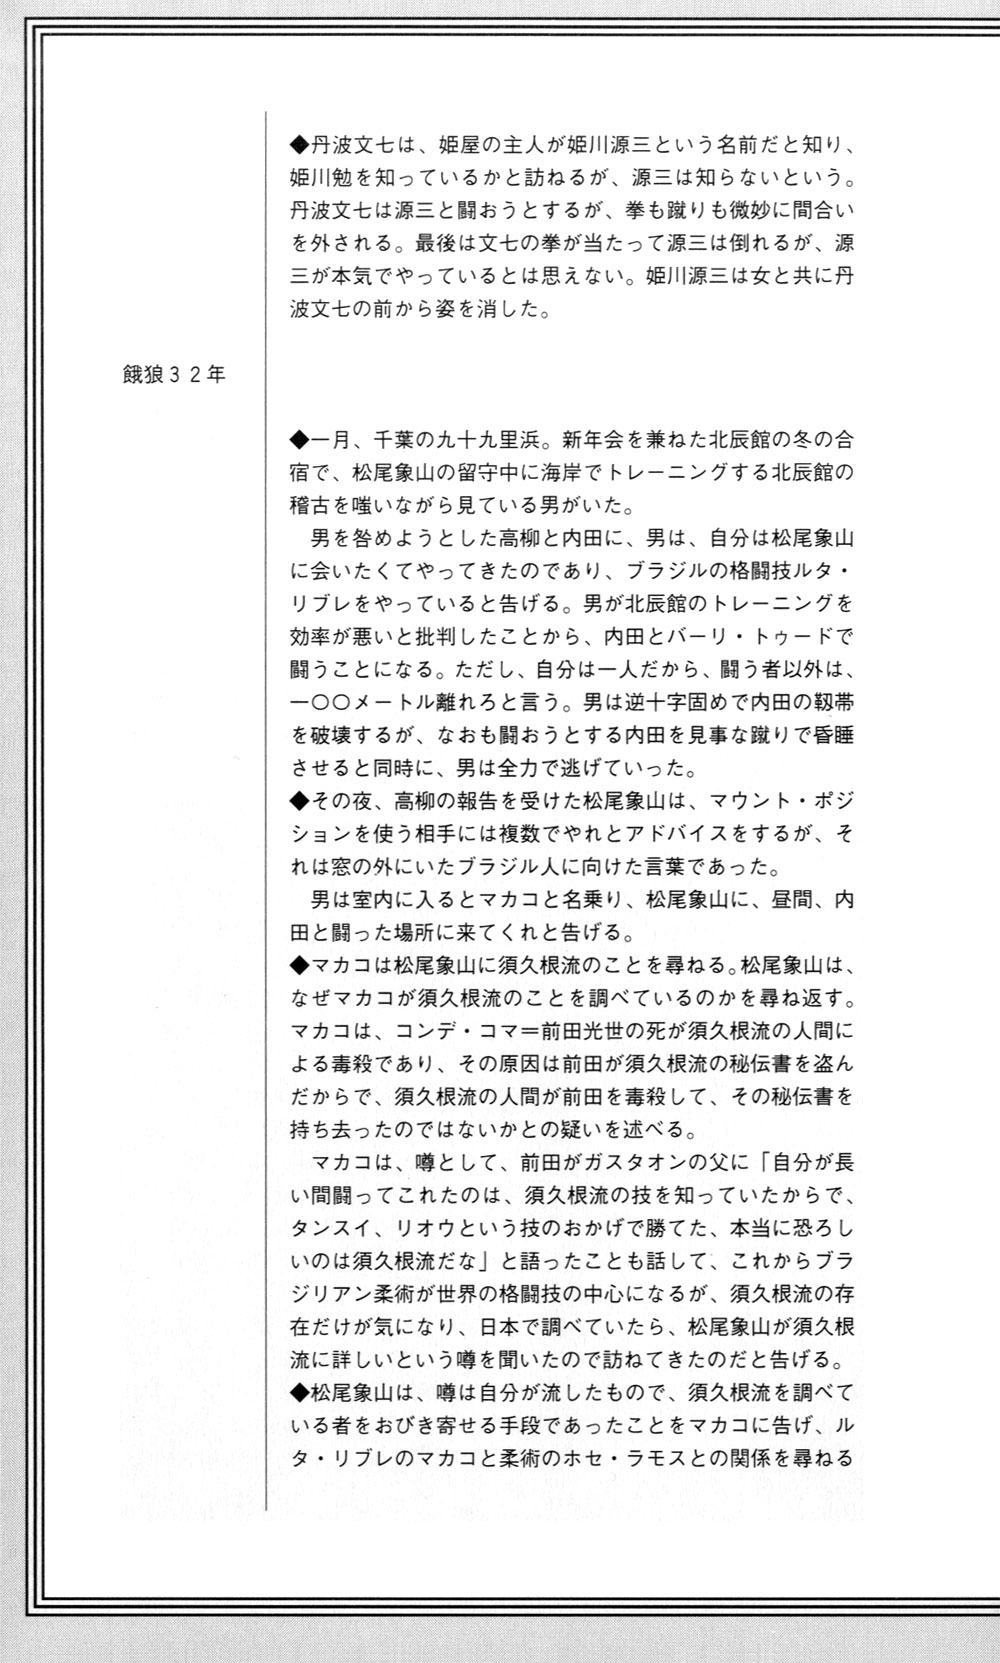 ◆丹波文七は、姫屋の主人が姫川源三という名前だと知り、
姫川勉を知っているかと訪ねるが、源三は知らないという。
丹波文七は源三と闘おうとするが、拳も蹴りも微妙に間合い
を外される。最後は文七の拳が当たって源三は倒れるが、源
三が本気でやっているとは思えない。姫川源三は女と共に丹
波文七の前から姿を消した。
餓狼３２年
◆一月、千葉の九十九里浜。新年会を兼ねた北辰館の冬の合
宿で、松尾象山の留守中に海岸でトレーニングする北辰館の
稽古を嗤いながら見ている男がいた。
　男を咎めようとした高柳と内田に、男は、自分は松尾象山
に会いたくてやってきたのであり、ブラジルの格闘技ルタ・
リブレをやっていると告げる。男が北辰館のトレーニングを
効率が悪いと批判したことから、内田とバーリ・トゥードで
闘うことになる。ただし、自分は一人だから、闘う者以外は、
一〇〇メートル離れろと言う。男は逆十字固めで内田の靱帯
を破壊するが、なおも闘おうとする内田を見事な蹴りで昏睡
させると同時に、男は全力で逃げていった。
◆その夜、高柳の報告を受けた松尾象山は、マウント・ポジ
ションを使う相手には複数でやれとアドバイスをするが、そ
れは窓の外にいたブラジル人に向けた言葉であった。
　男は室内に入るとマカコと名乗り、松尾象山に、昼間、内
田と闘った場所に来てくれと告げる。
◆マカコは松尾象山に須久根流のことを尋ねる。松尾象山は、
なぜマカコが須久根流のことを調べているのかを尋ね返す。
マカコは、コンデ・コマ＝前田光世の死が須久根流の人間に
よる毒殺であり、その原因は前田が須久根流の秘伝書を盗ん
だからで、須久根流の人間が前田を毒殺して、その秘伝書を
持ち去ったのではないかとの疑いを述べる。
　マカコは、噂として、前田がガスタオンの父に「自分が長
い間闘ってこれたのは、須久根流の技を知っていたからで、
タンスイ、リオウという技のおかげで勝てた、本当に恐ろし
いのは須久根流だな」と語ったことも話して、これからブラ
ジリアン柔術が世界の格闘技の中心になるが、須久根流の存
在だけが気になり、日本で調べていたら、松尾象山が須久根
流に詳しいという噂を聞いたので訪ねてきたのだと告げる。
◆松尾象山は、噂は自分が流したもので、須久根流を調べて
いる者をおびき寄せる手段であったことをマカコに告げ、ル
タ・リブレのマカコと柔術のホセ・ラモスとの関係を尋ねる